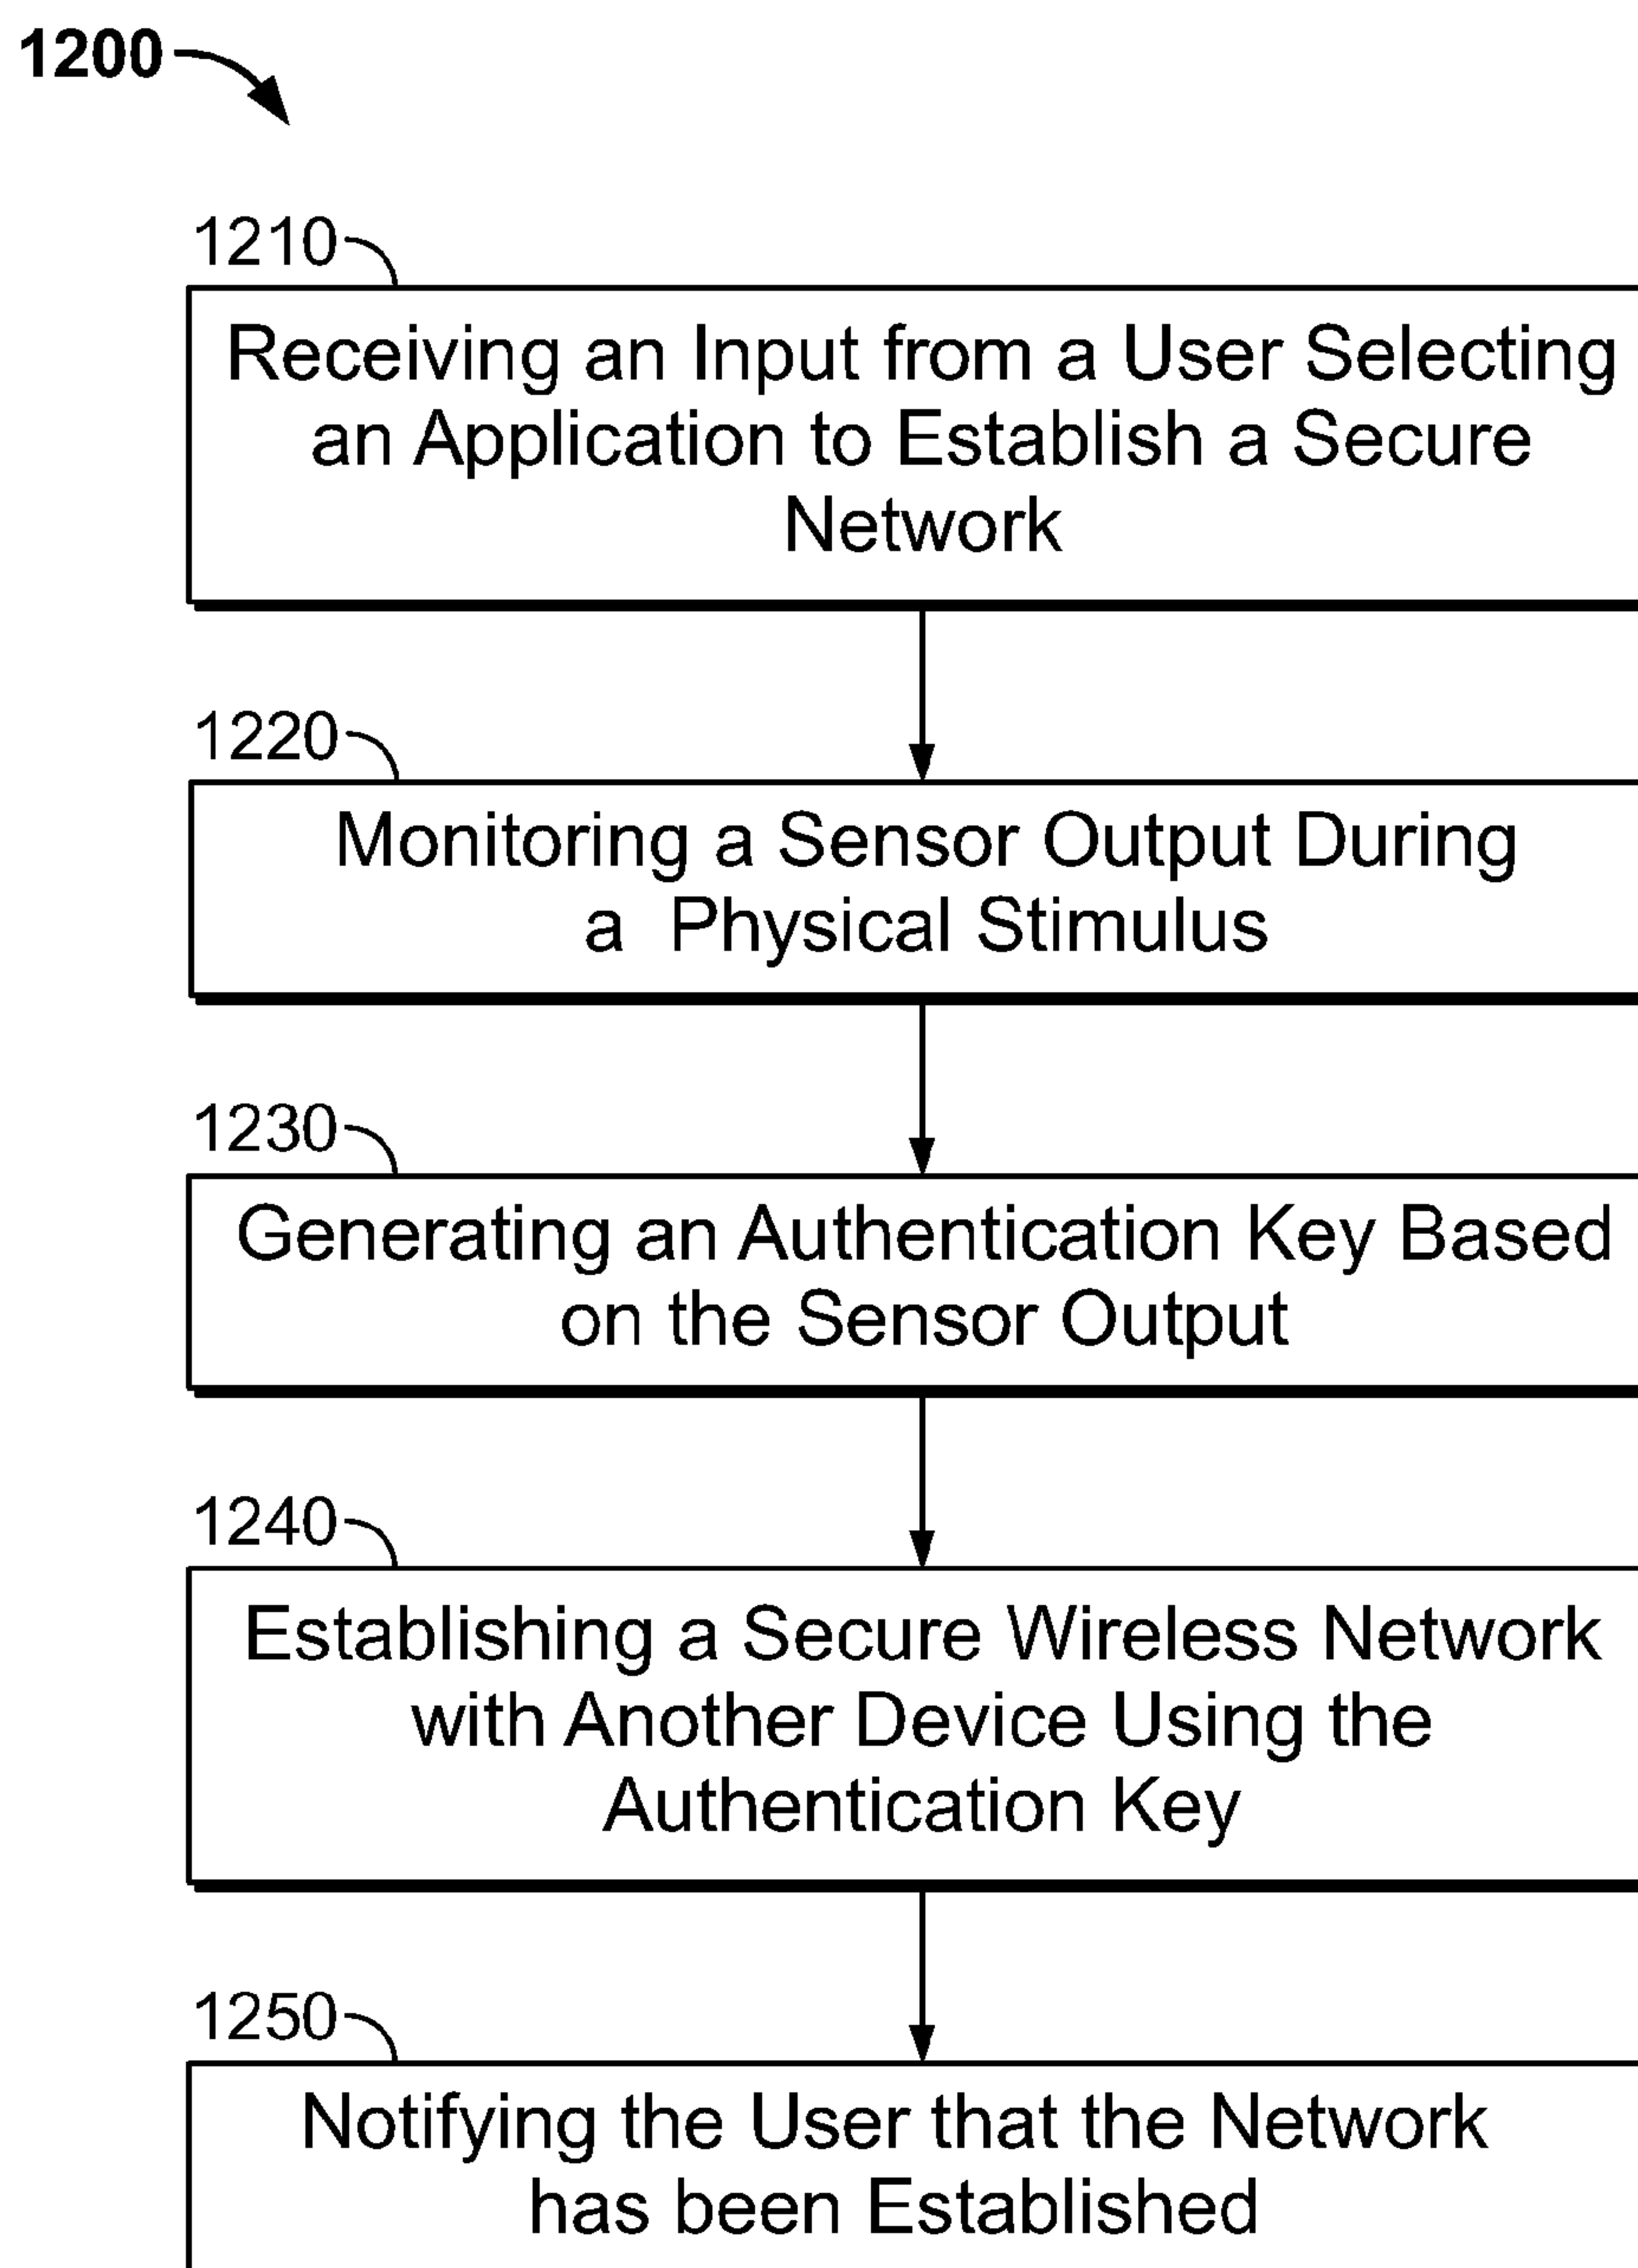 1200
1210
Receiving an Input from a User Selecting
an Application to Establish a Secure
Network
1220
Monitoring a Sensor Output During
a Physical Stimulus
1230
Generating an Authentication Key Based
on the Sensor Output
1240
Establishing a Secure Wireless Network
with Another Device Using the
Authentication Key
1250
Notifying the User that the Network
has been Established